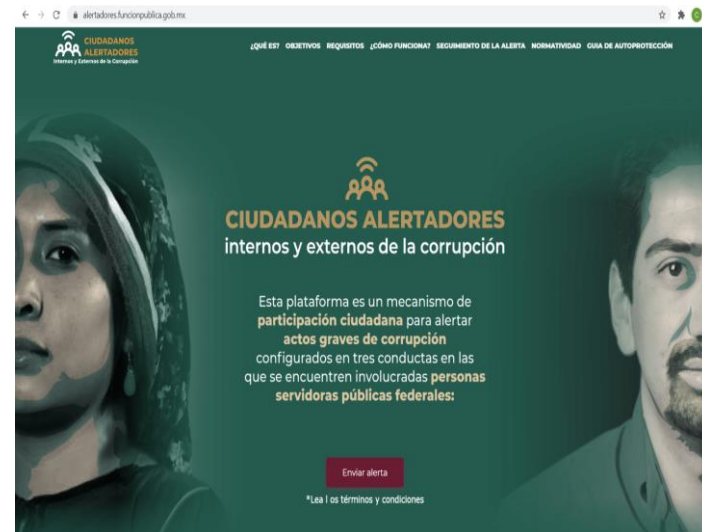 alertadores.funcionpublica.gob.mx
CIUDADANOS
ALERTADORES
Internos y Externos de la Corrupción
¿QUÉ ES? OBJETIVOS REQUISITOS ¿CÓMO FUNCIONA? SEGUIMIENTO DE LA ALERTA NORMATIVIDAD GUIA DE AUTOPROTECCIÓN
CIUDADANOS ALERTADORES
internos y externos de la corrupción
Esta plataforma es un mecanismo de
participación ciudadana para alertar
actos graves de corrupción
configurados en tres conductas en las
que se encuentren involucradas personas
servidoras públicas federales:
Enviar alerta
*Lea l os términos y condiciones